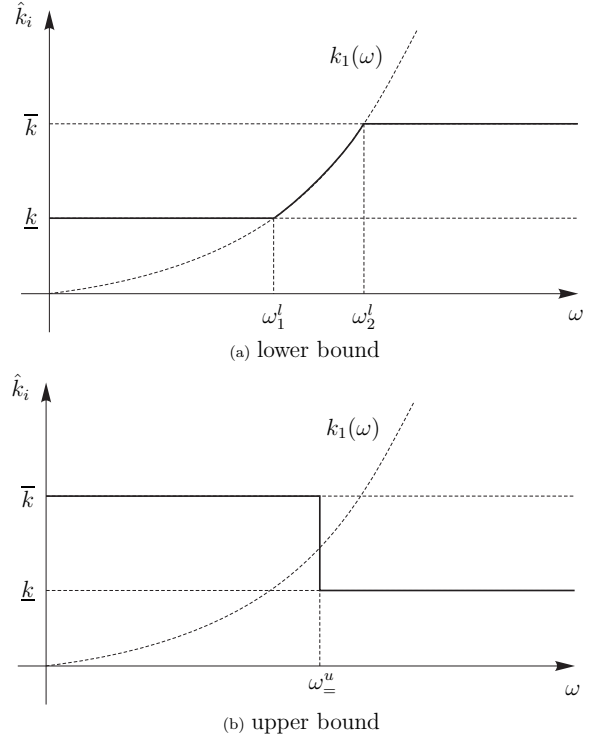 k̂ᵢ
k₁(ω)
k̅
k̲
ω₁ˡ ω₂ˡ ω
(a) lower bound
k̂ᵢ
k₁(ω)
k̅
k̲
ω₌ᵘ ω
(b) upper bound